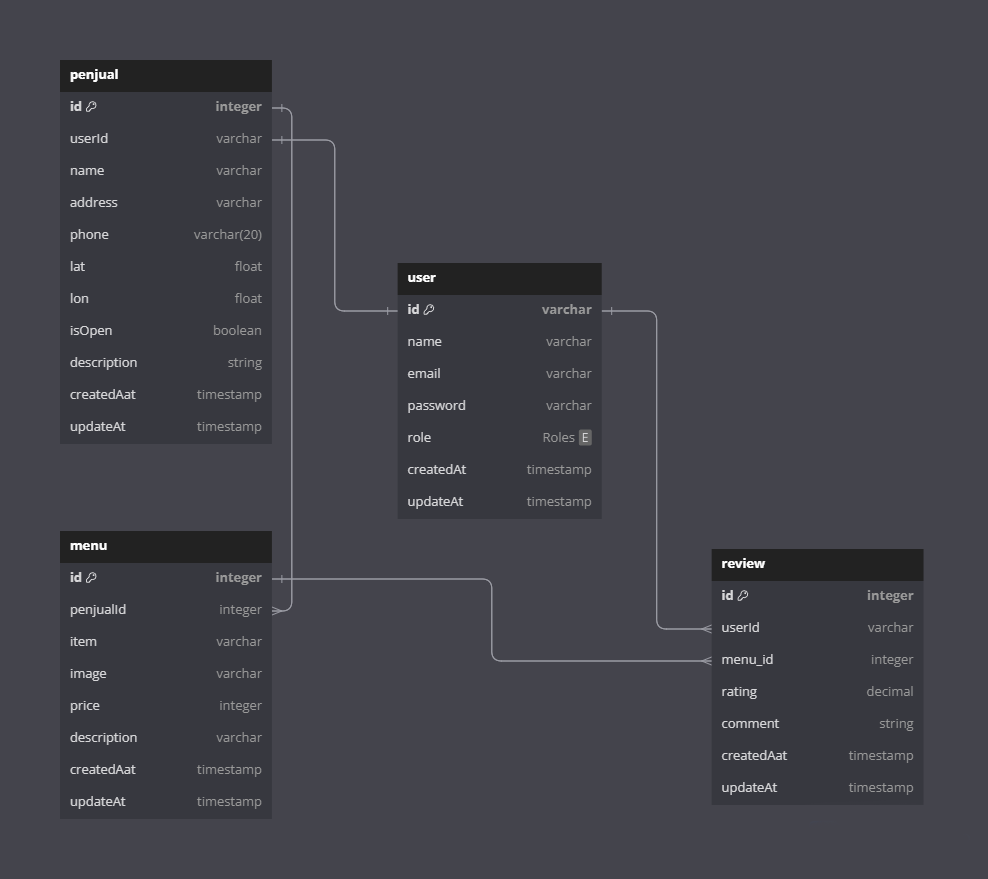 penjual
id integer
userId varchar
name varchar
address varchar
phone varchar(20)
lat float
lon float
isOpen boolean
description string
createdAat timestamp
updateAt timestamp
user
id varchar
name varchar
email varchar
password varchar
role Roles E
createdAt timestamp
updateAt timestamp
menu
id integer
penjualId integer
item varchar
image varchar
price integer
description varchar
createdAat timestamp
updateAt timestamp
review
id integer
userId varchar
menu_id integer
rating decimal
comment string
createdAat timestamp
updateAt timestamp